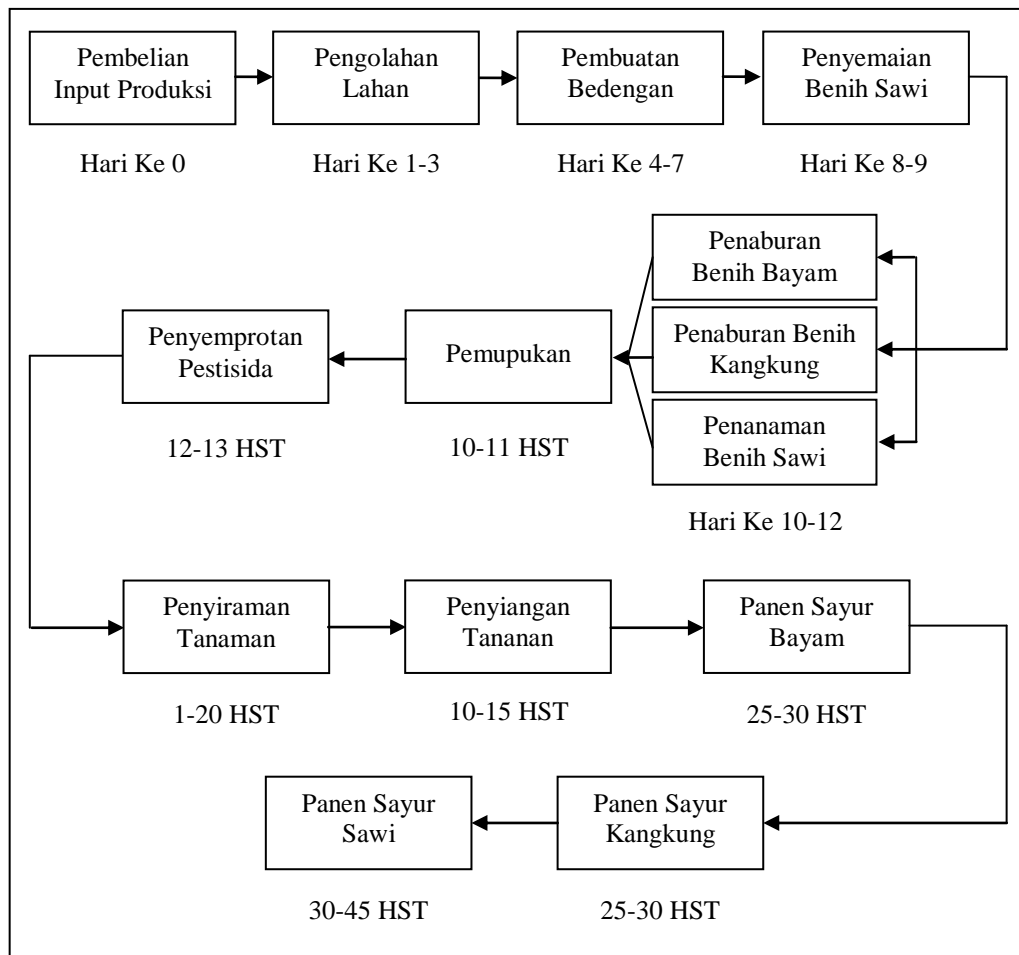 Pembelian
Input Produksi
Pengolahan
Lahan
Pembuatan
Bedengan
Penyemaian
Benih Sawi
Hari Ke 0
Hari Ke 1-3
Hari Ke 4-7
Hari Ke 8-9
Penaburan
Benih Bayam
Penaburan Benih
Kangkung
Penanaman
Benih Sawi
Hari Ke 10-12
Pemupukan
10-11 HST
Penyemprotan
Pestisida
12-13 HST
Penyiraman
Tanaman
1-20 HST
Penyiangan
Tananan
10-15 HST
Panen Sayur
Bayam
25-30 HST
Panen Sayur
Kangkung
25-30 HST
Panen Sayur
Sawi
30-45 HST